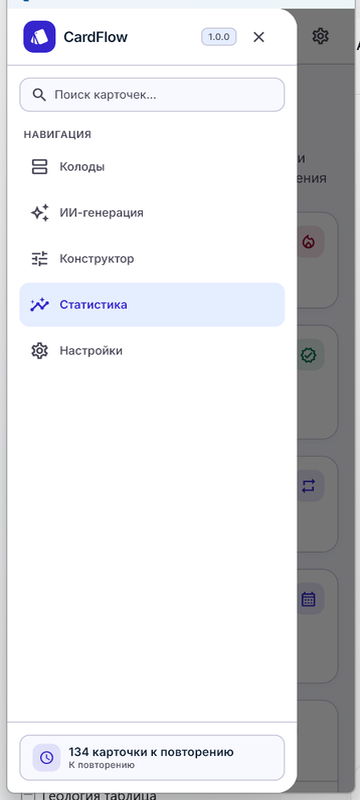 CardFlow
1.0.0
Поиск карточек...
НАВИГАЦИЯ
Колоды
ИИ-генерация
Конструктор
Статистика
Настройки
134 карточки к повторению
К повторению
Геология таблица